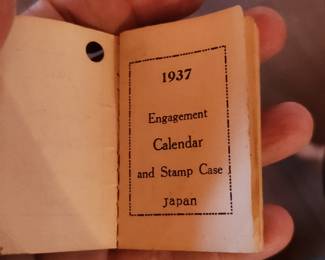 1937
Engagement
Calendar
and Stamp Case
Japan